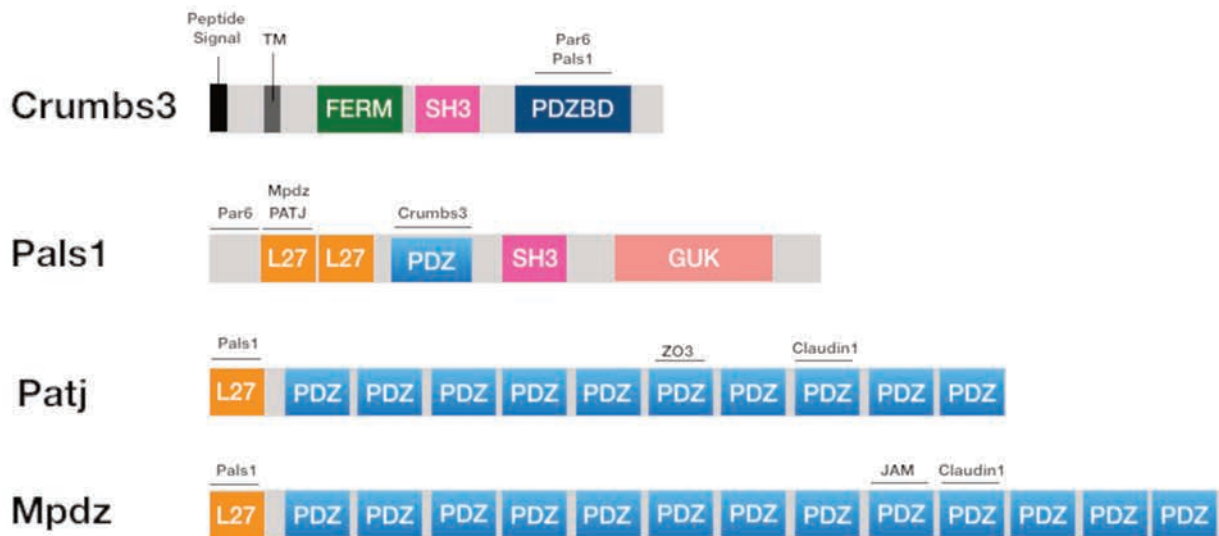 Peptide
Signal
TM
Par6
Pals1
Crumbs3
FERM SH3 PDZBD
Mpdz
Par6 PATJ Crumbs3
Pals1
L27 L27 PDZ SH3 GUK
Pals1 ZO3 Claudin1
Patj
L27 PDZ PDZ PDZ PDZ PDZ PDZ PDZ PDZ PDZ PDZ
Pals1 JAM Claudin1
Mpdz
L27 PDZ PDZ PDZ PDZ PDZ PDZ PDZ PDZ PDZ PDZ PDZ PDZ PDZ